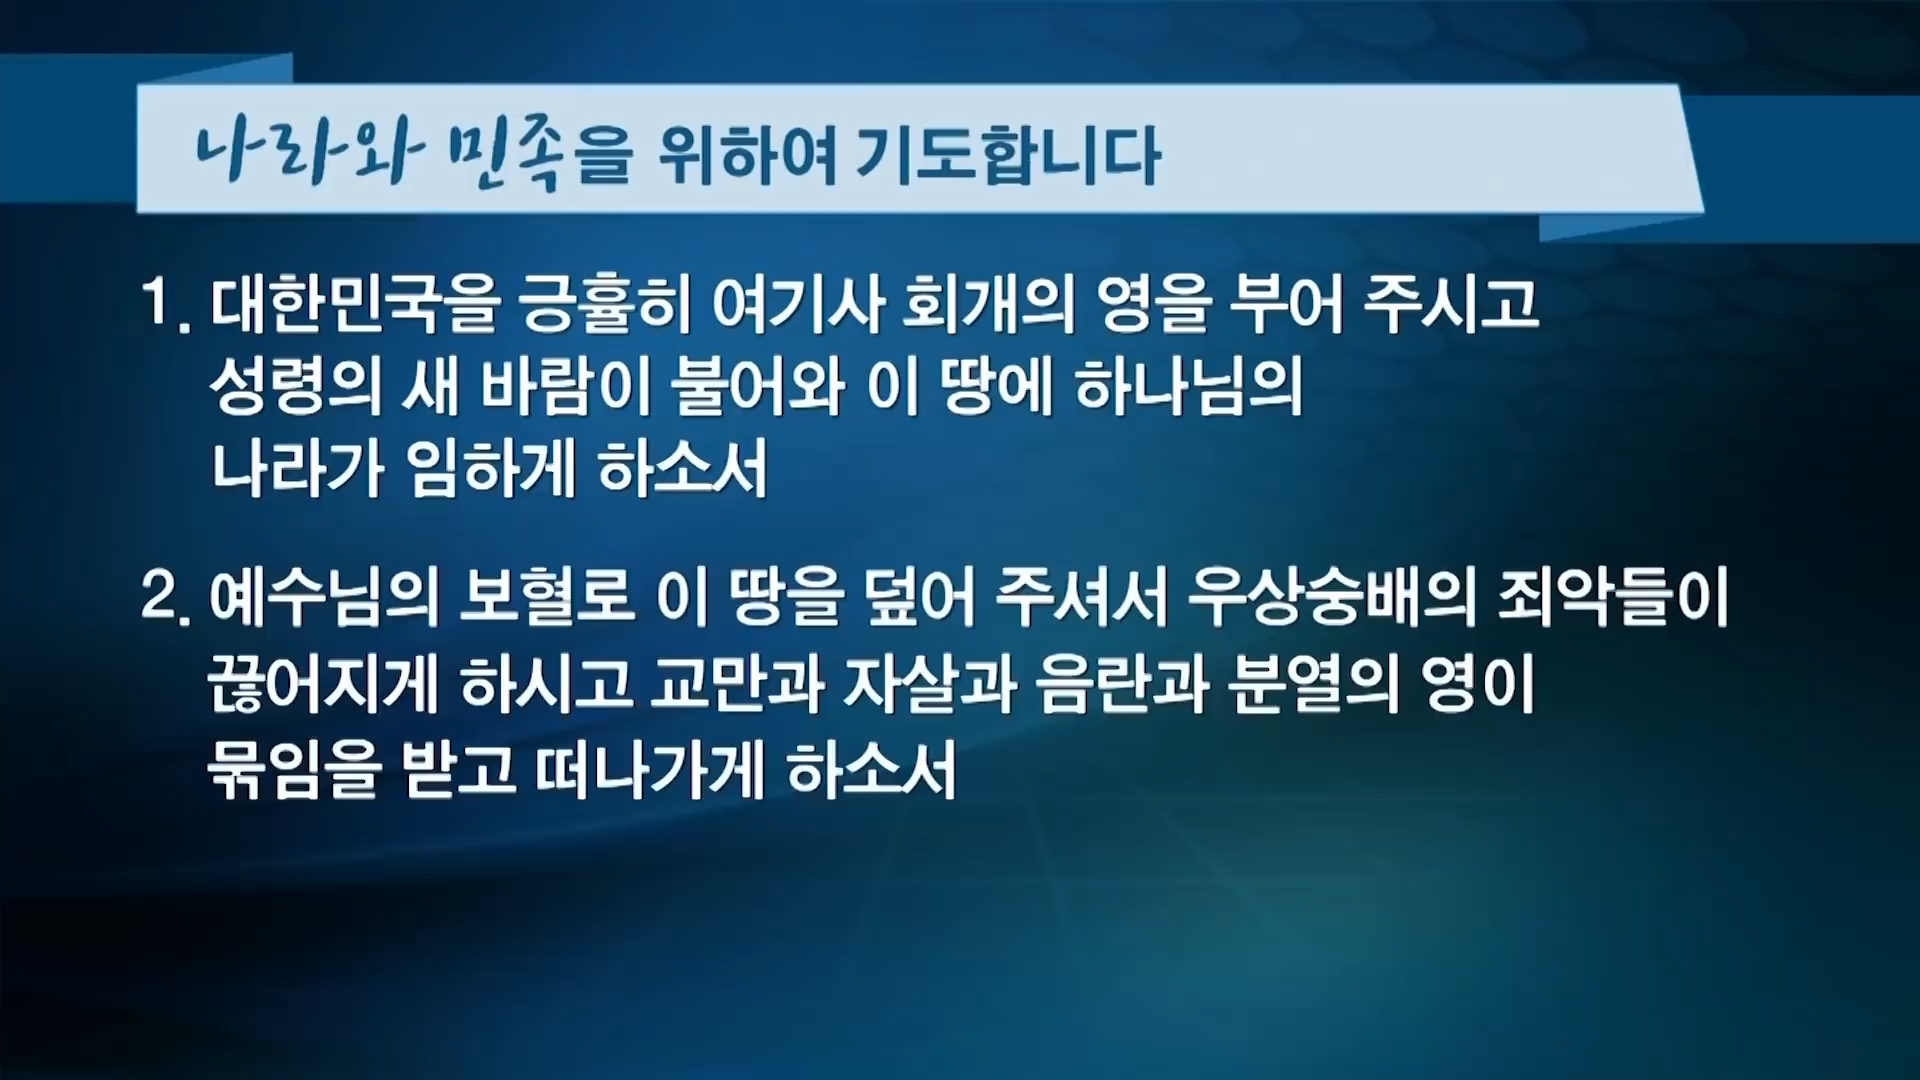 나라와 민족을 위하여 기도합니다
1. 대한민국을 긍휼히 여기사 회개의 영을 부어 주시고
성령의 새 바람이 불어와 이 땅에 하나님의
나라가 임하게 하소서
2. 예수님의 보혈로 이 땅을 덮어 주셔서 우상숭배의 죄악들이
끊어지게 하시고 교만과 자살과 음란과 분열의 영이
묶임을 받고 떠나가게 하소서